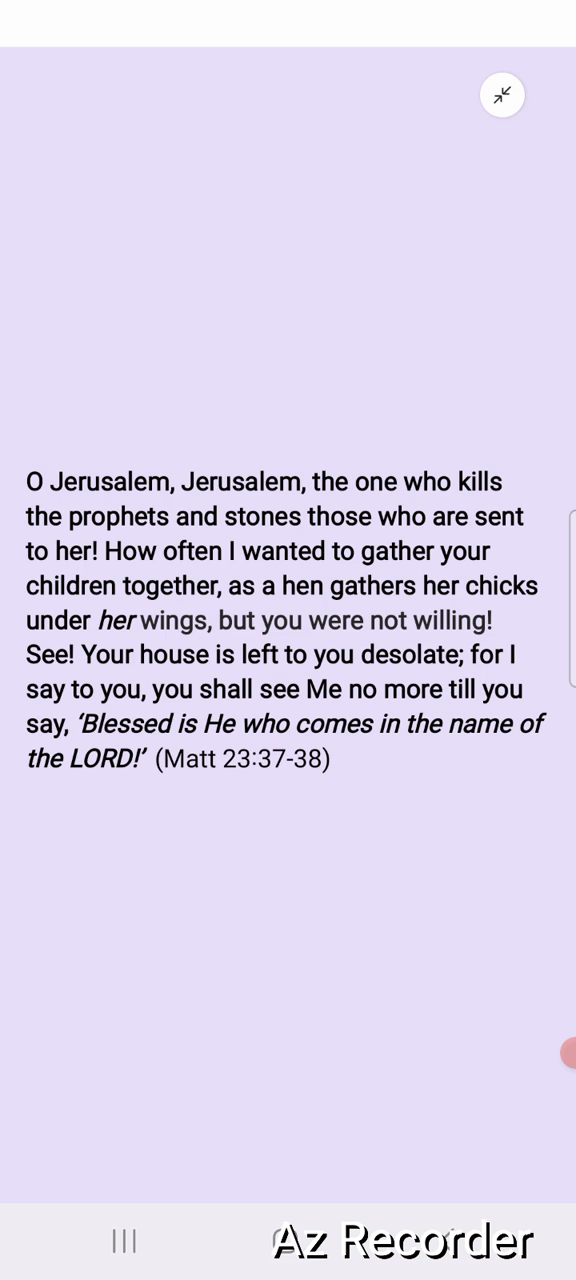 O Jerusalem, Jerusalem, the one who kills
the prophets and stones those who are sent
to her! How often I wanted to gather your
children together, as a hen gathers her chicks
under her wings, but you were not willing!
See! Your house is left to you desolate; for I
say to you, you shall see Me no more till you
say, ‘Blessed is He who comes in the name of
the LORD!’ (Matt 23:37-38)
Az Recorder